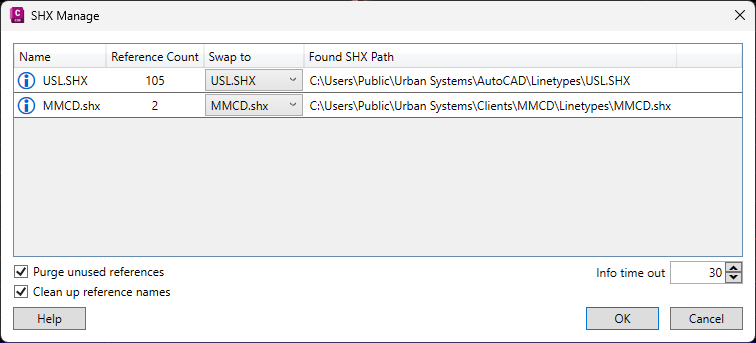 SHX Manage
Name Reference Count Swap to Found SHX Path
USL.SHX 105 USL.SHX C:\Users\Public\Urban Systems\AutoCAD\Linetypes\USL.SHX
MMCD.shx 2 MMCD.shx C:\Users\Public\Urban Systems\Clients\MMCD\Linetypes\MMCD.shx
Purge unused references Info time out 30
Clean up reference names
Help OK Cancel